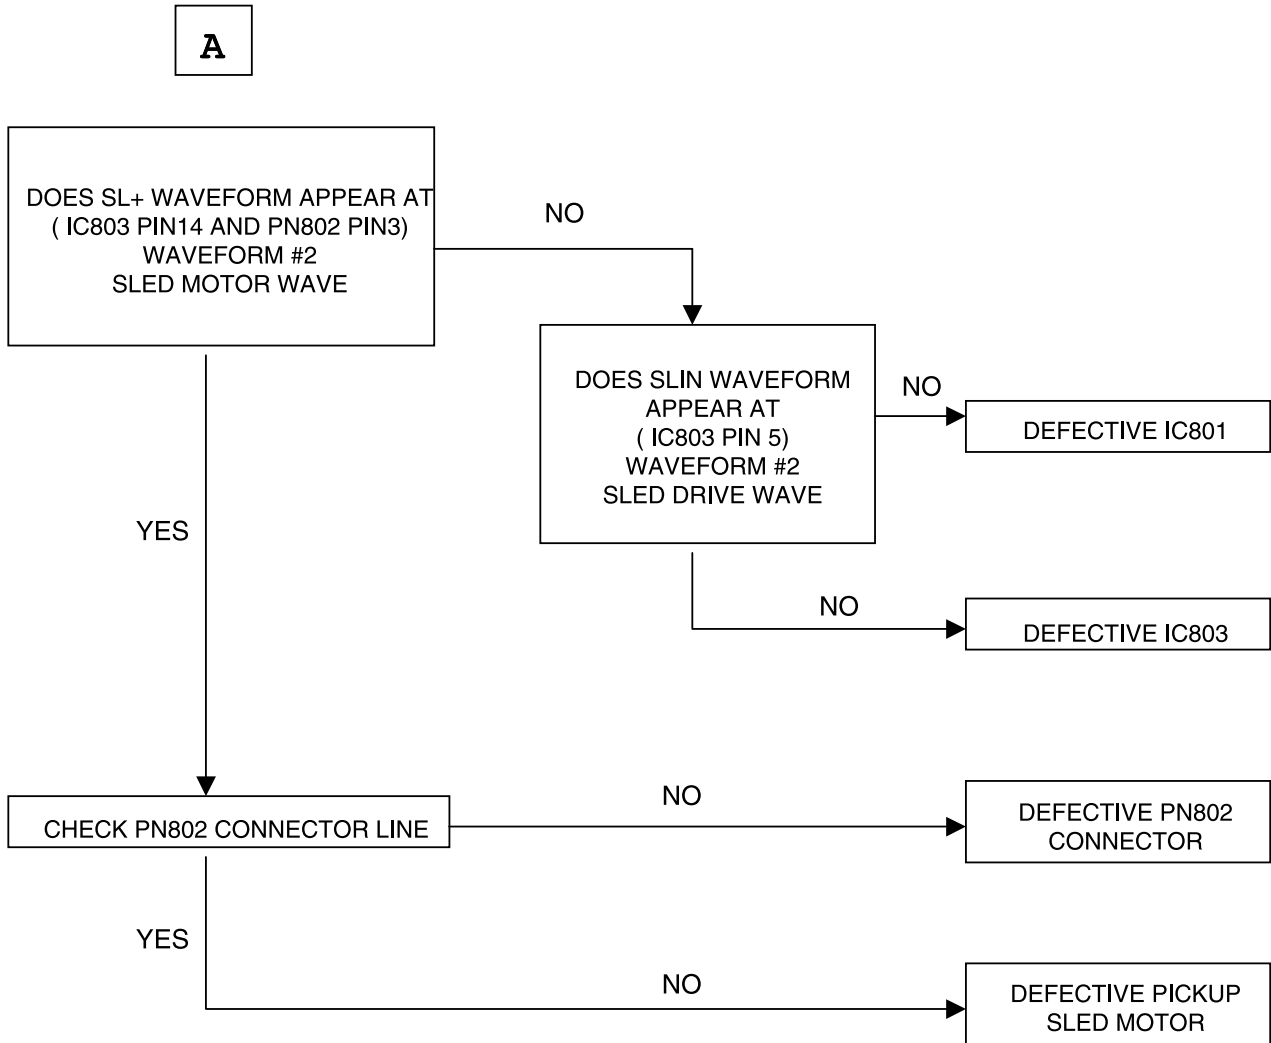 A
DOES SL+ WAVEFORM APPEAR AT
( IC803 PIN14 AND PN802 PIN3)
WAVEFORM #2
SLED MOTOR WAVE
NO
DOES SLIN WAVEFORM
APPEAR AT
( IC803 PIN 5)
WAVEFORM #2
SLED DRIVE WAVE
NO
DEFECTIVE IC801
YES
NO
DEFECTIVE IC803
CHECK PN802 CONNECTOR LINE
NO
DEFECTIVE PN802
CONNECTOR
YES
NO
DEFECTIVE PICKUP
SLED MOTOR